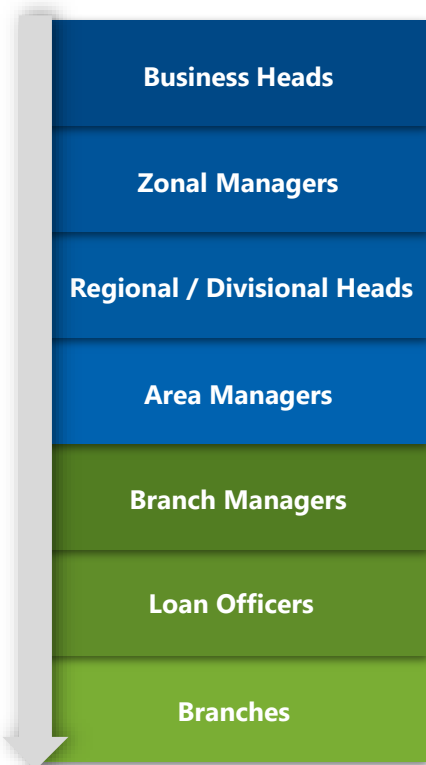 Business Heads
Zonal Managers
Regional / Divisional Heads
Area Managers
Branch Managers
Loan Officers
Branches